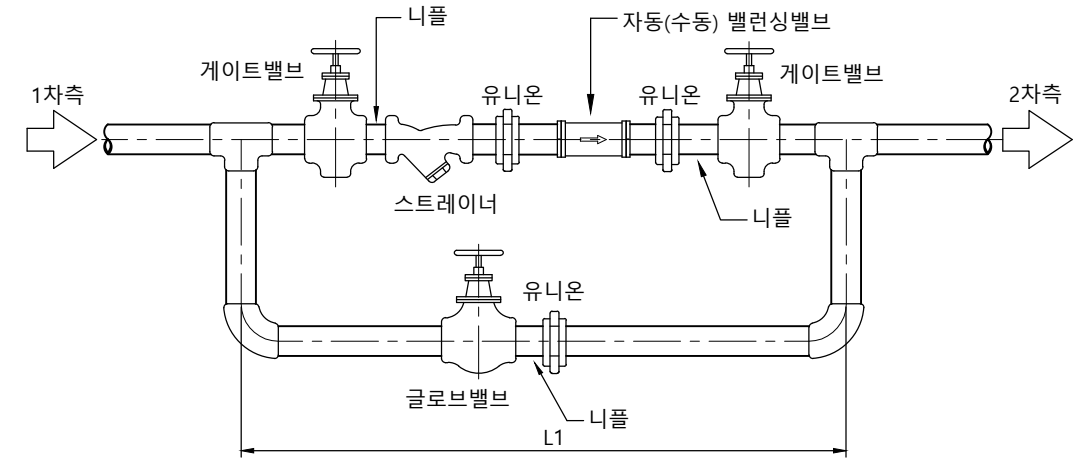 니플
자동(수동) 밸런싱밸브
게이트밸브
게이트밸브
1차측
유니온
유니온
2차측
스트레이너
니플
유니온
글로브밸브
니플
L1